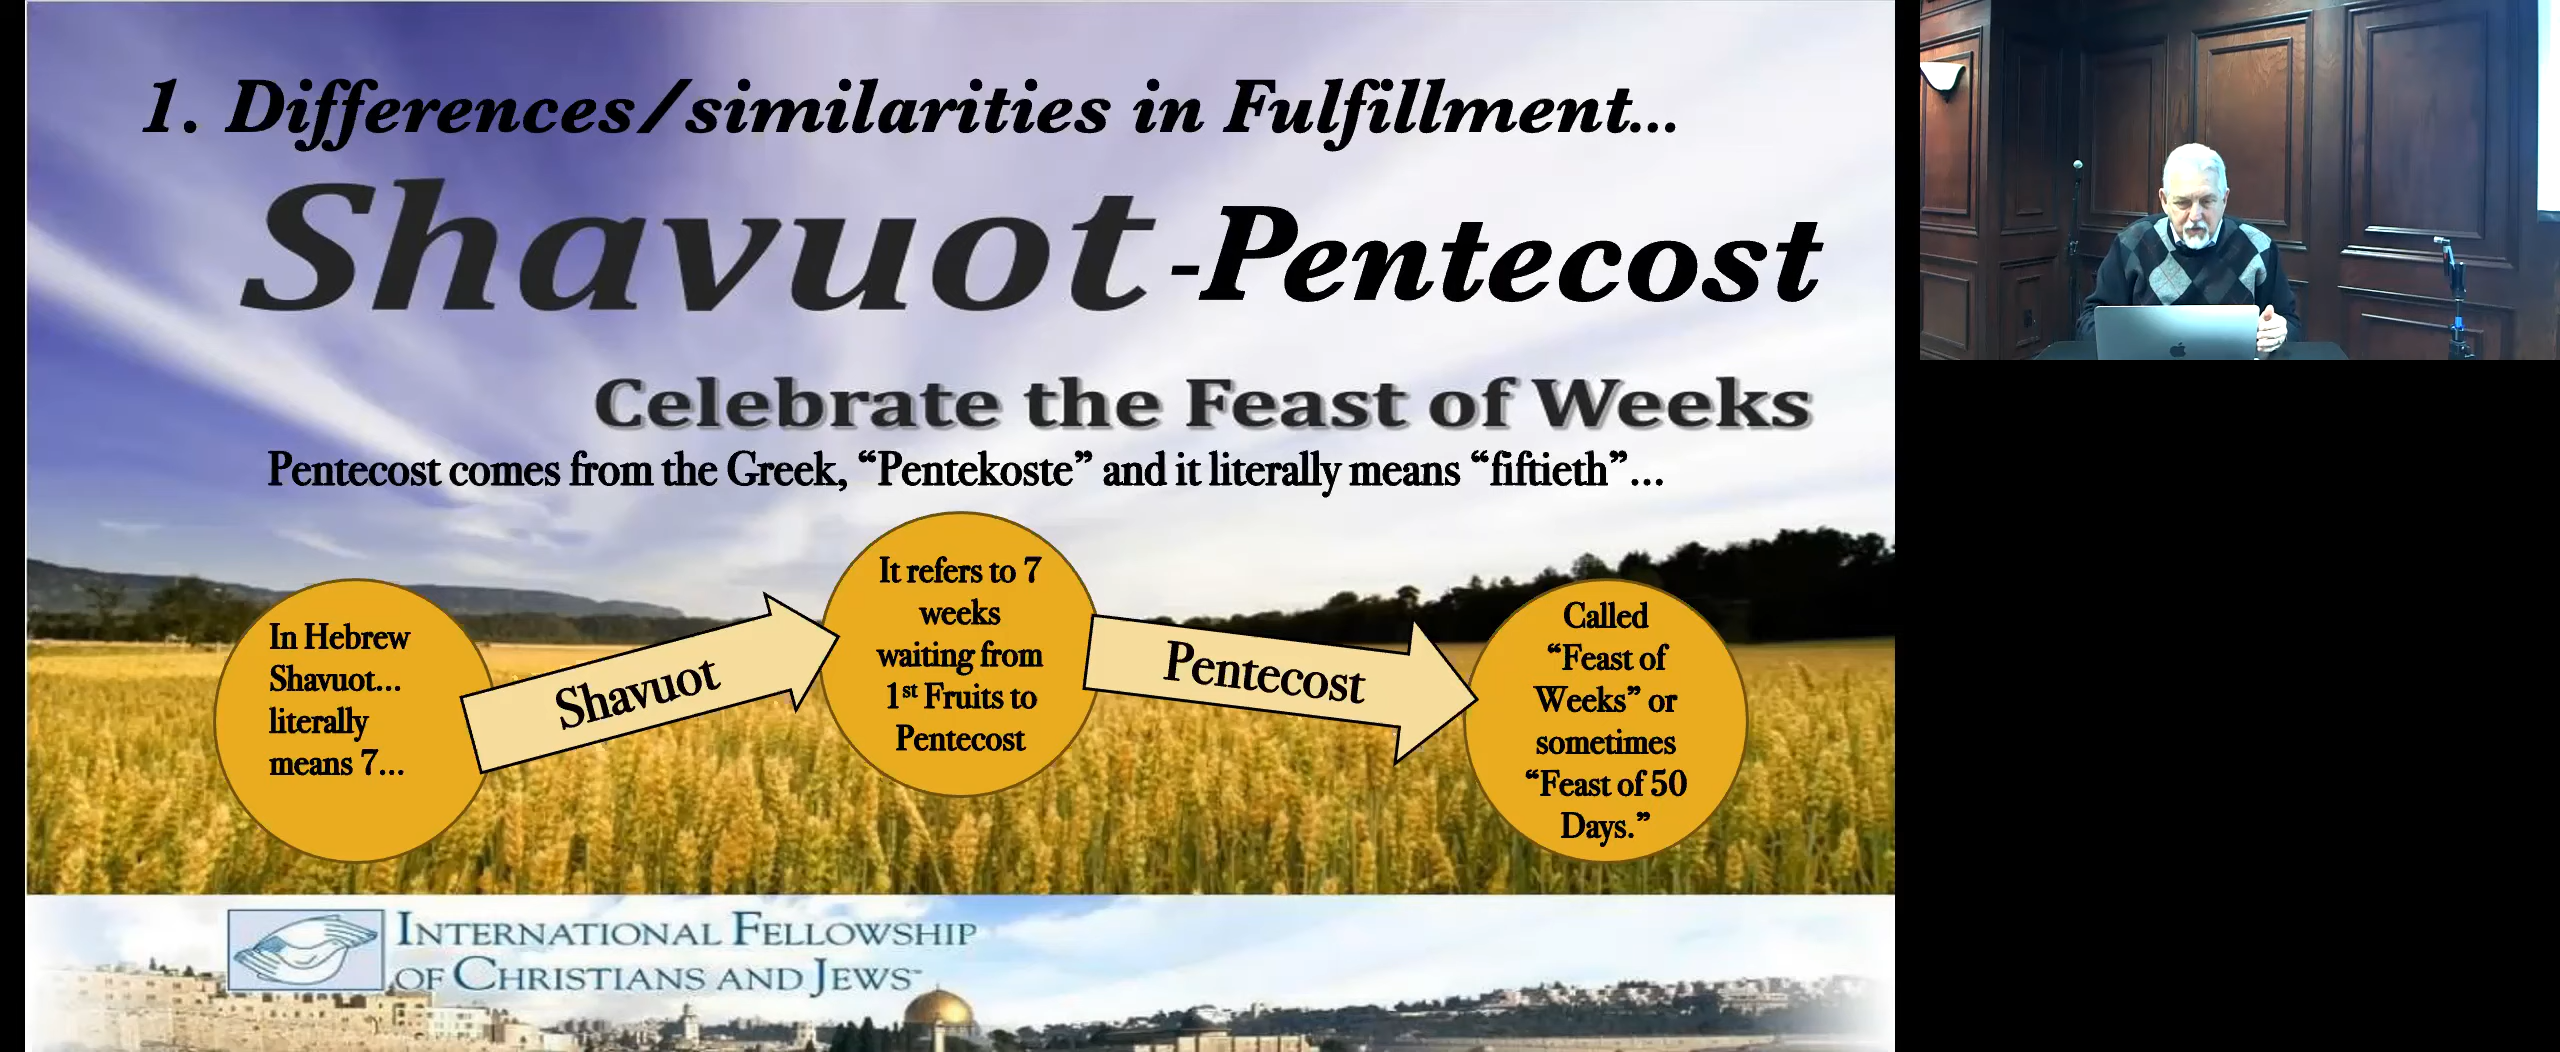 1. Differences/similarities in Fulfillment...
Shavuot -Pentecost
Celebrate the Feast of Weeks
Pentecost comes from the Greek, “Pentekoste” and it literally means “fiftieth”...
In Hebrew
Shavuot...
literally
means 7...
Shavuot
It refers to 7
weeks
waiting from
1st Fruits to
Pentecost
Pentecost
Called
“Feast of
Weeks” or
sometimes
“Feast of 50
Days.”
INTERNATIONAL FELLOWSHIP
OF CHRISTIANS AND JEWS